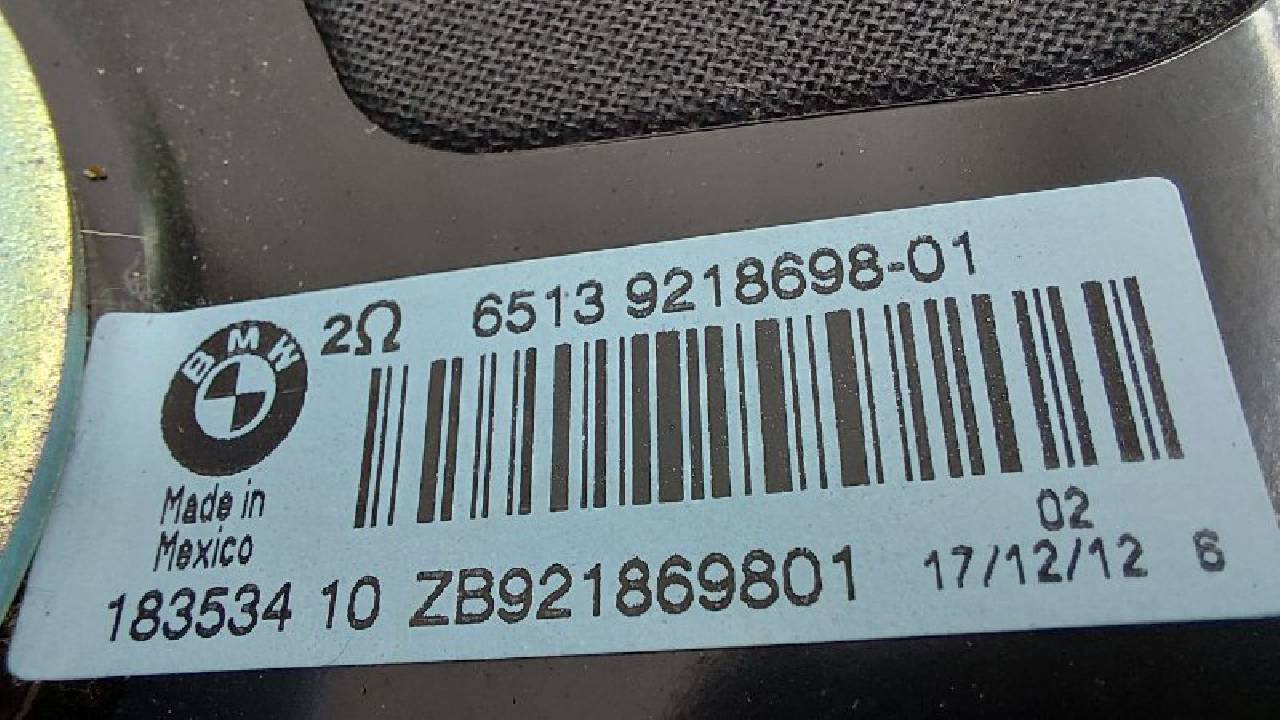 BMW
2Ω 6513 9218698-01
Made in
Mexico
02
183534 10 ZB921869801 17/12/12 6